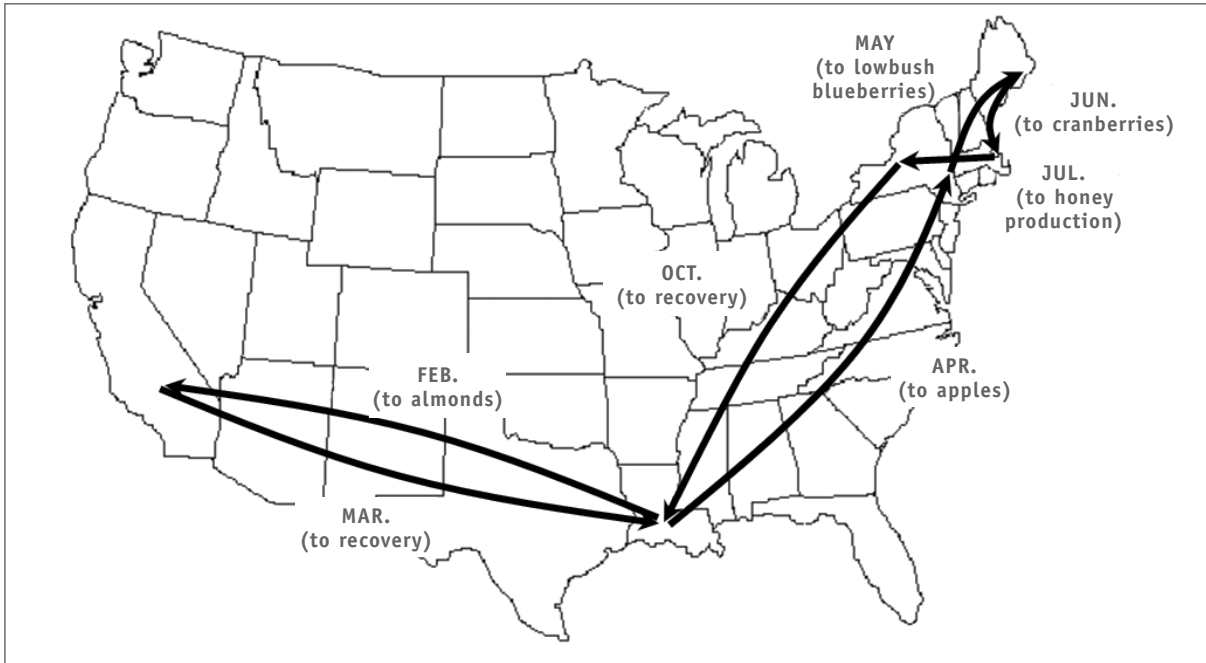 MAY
(to lowbush
blueberries)
JUN.
(to cranberries)
JUL.
(to honey
production)
OCT.
(to recovery)
APR.
(to apples)
FEB.
(to almonds)
MAR.
(to recovery)